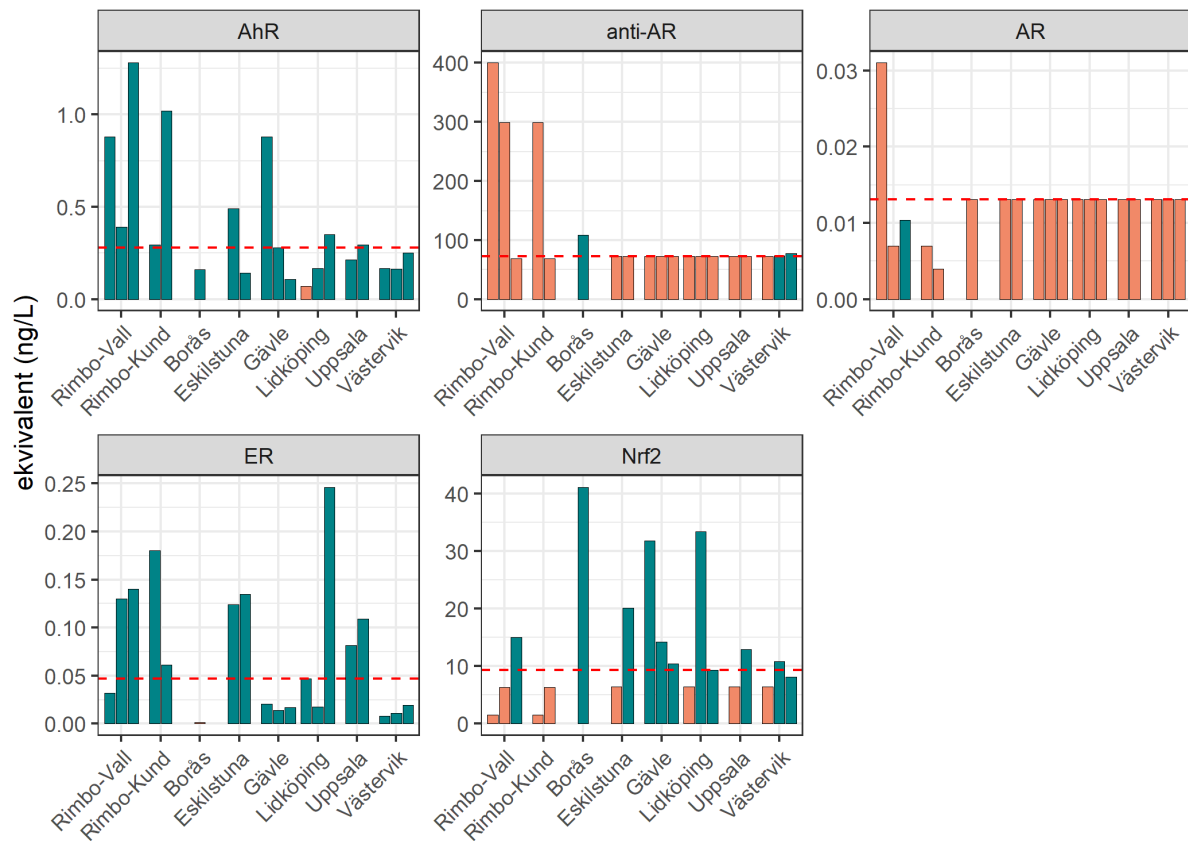 AhR
anti-AR
AR
1.0
0.5
0.0
400
300
200
100
0
0.03
0.02
0.01
0.00
Rimbo-Vall
Rimbo-Kund
Borås
Eskilstuna
Gävle
Lidköping
Uppsala
Västervik
Rimbo-Vall
Rimbo-Kund
Borås
Eskilstuna
Gävle
Lidköping
Uppsala
Västervik
Rimbo-Vall
Rimbo-Kund
Borås
Eskilstuna
Gävle
Lidköping
Uppsala
Västervik
ekvivalent (ng/L)
ER
Nrf2
0.25
0.20
0.15
0.10
0.05
0.00
40
30
20
10
0
Rimbo-Vall
Rimbo-Kund
Borås
Eskilstuna
Gävle
Lidköping
Uppsala
Västervik
Rimbo-Vall
Rimbo-Kund
Borås
Eskilstuna
Gävle
Lidköping
Uppsala
Västervik